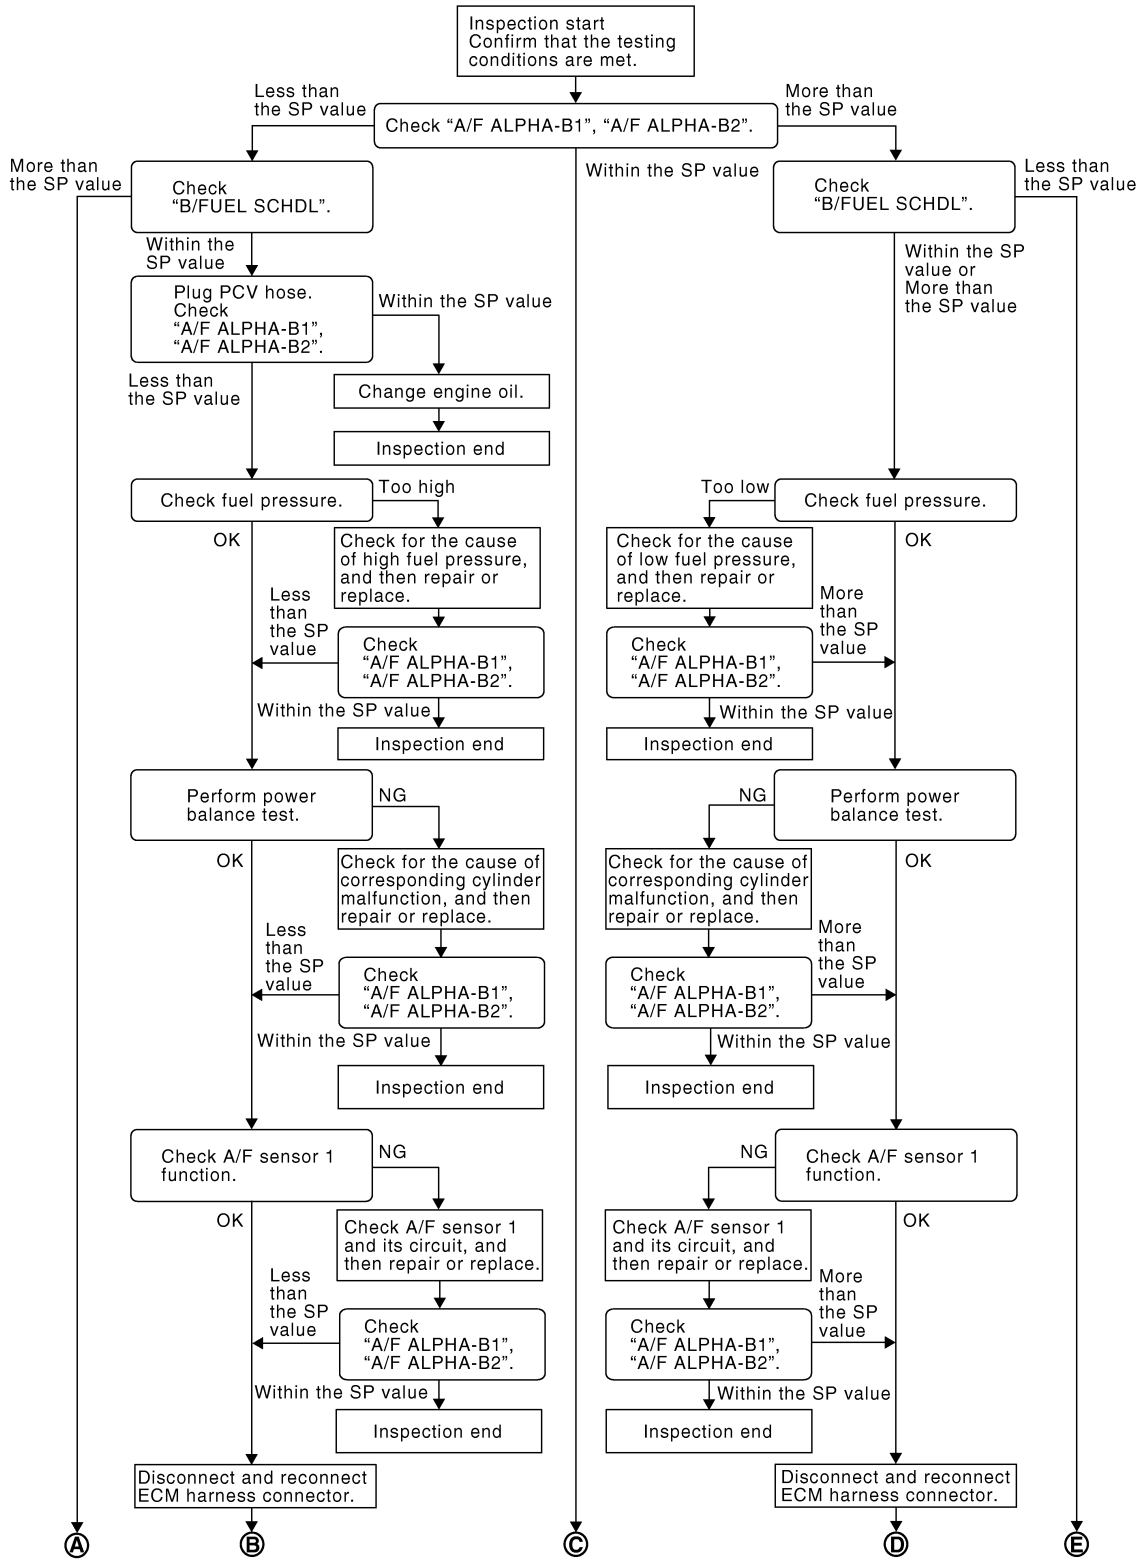 Inspection start
Confirm that the testing
conditions are met.
Less than
the SP value
More than
the SP value
Check “A/F ALPHA-B1”, “A/F ALPHA-B2”.
More than
the SP value
Check
“B/FUEL SCHDL”.
Within the SP value
Check
“B/FUEL SCHDL”.
Less than
the SP value
Within the
SP value
Within the SP
value or
More than
the SP value
Plug PCV hose.
Check
“A/F ALPHA-B1”,
“A/F ALPHA-B2”.
Within the SP value
Less than
the SP value
Change engine oil.
Inspection end
Check fuel pressure.
Too high
Too low
Check fuel pressure.
OK
Check for the cause
of high fuel pressure,
and then repair or
replace.
Check for the cause
of low fuel pressure,
and then repair or
replace.
OK
Less
than
the SP
value
Check
“A/F ALPHA-B1”,
“A/F ALPHA-B2”.
Check
“A/F ALPHA-B1”,
“A/F ALPHA-B2”.
More
than
the SP
value
Within the SP value
Within the SP value
Inspection end
Inspection end
Perform power
balance test.
NG
NG
Perform power
balance test.
OK
Check for the cause of
corresponding cylinder
malfunction, and then
repair or replace.
Check for the cause of
corresponding cylinder
malfunction, and then
repair or replace.
OK
Less
than
the SP
value
Check
“A/F ALPHA-B1”,
“A/F ALPHA-B2”.
Check
“A/F ALPHA-B1”,
“A/F ALPHA-B2”.
More
than
the SP
value
Within the SP value
Within the SP value
Inspection end
Inspection end
Check A/F sensor 1
function.
NG
NG
Check A/F sensor 1
function.
OK
Check A/F sensor 1
and its circuit, and
then repair or replace.
Check A/F sensor 1
and its circuit, and
then repair or replace.
OK
Less
than
the SP
value
Check
“A/F ALPHA-B1”,
“A/F ALPHA-B2”.
Check
“A/F ALPHA-B1”,
“A/F ALPHA-B2”.
More
than
the SP
value
Within the SP value
Within the SP value
Inspection end
Inspection end
Disconnect and reconnect
ECM harness connector.
Disconnect and reconnect
ECM harness connector.
A
B
C
D
E